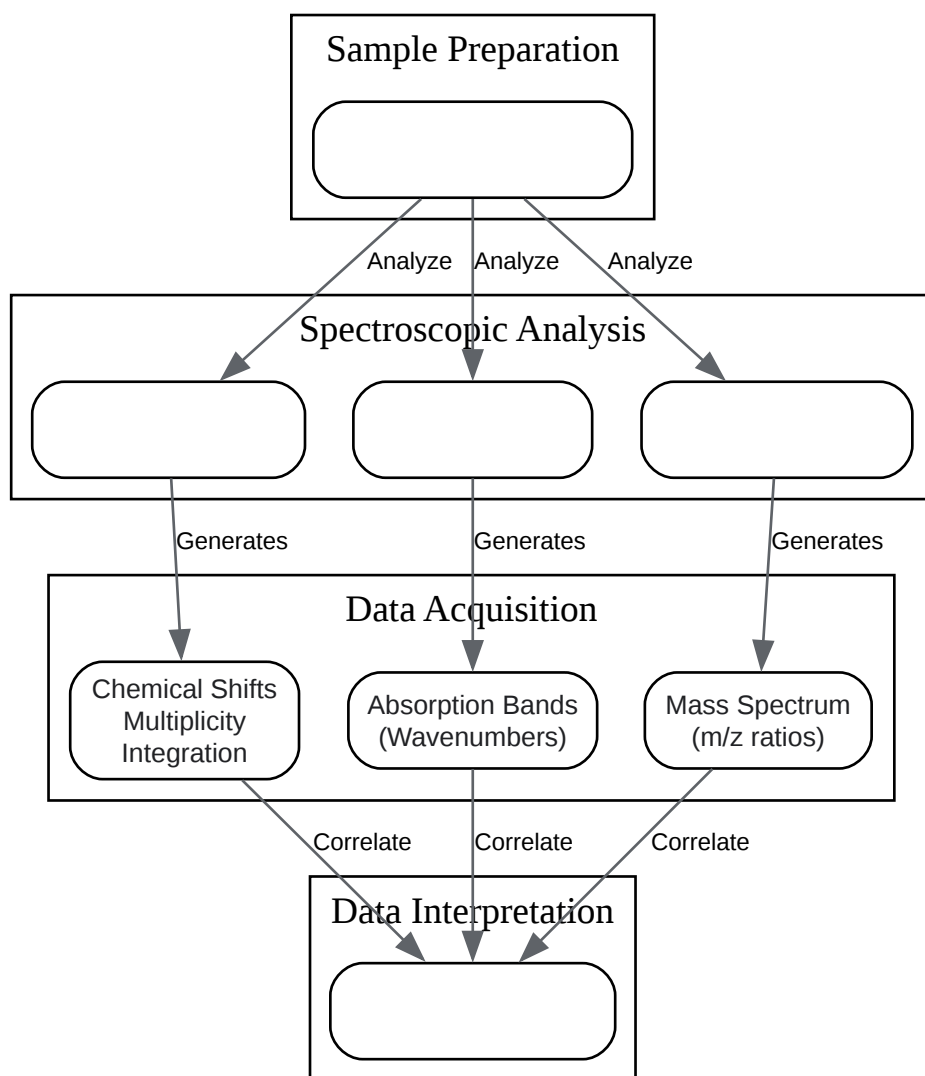 Sample Preparation
Analyze
Analyze
Analyze
Spectroscopic Analysis
Generates
Generates
Generates
Data Acquisition
Chemical Shifts
Multiplicity
Integration
Absorption Bands
(Wavenumbers)
Mass Spectrum
(m/z ratios)
Correlate
Correlate
Correlate
Data Interpretation